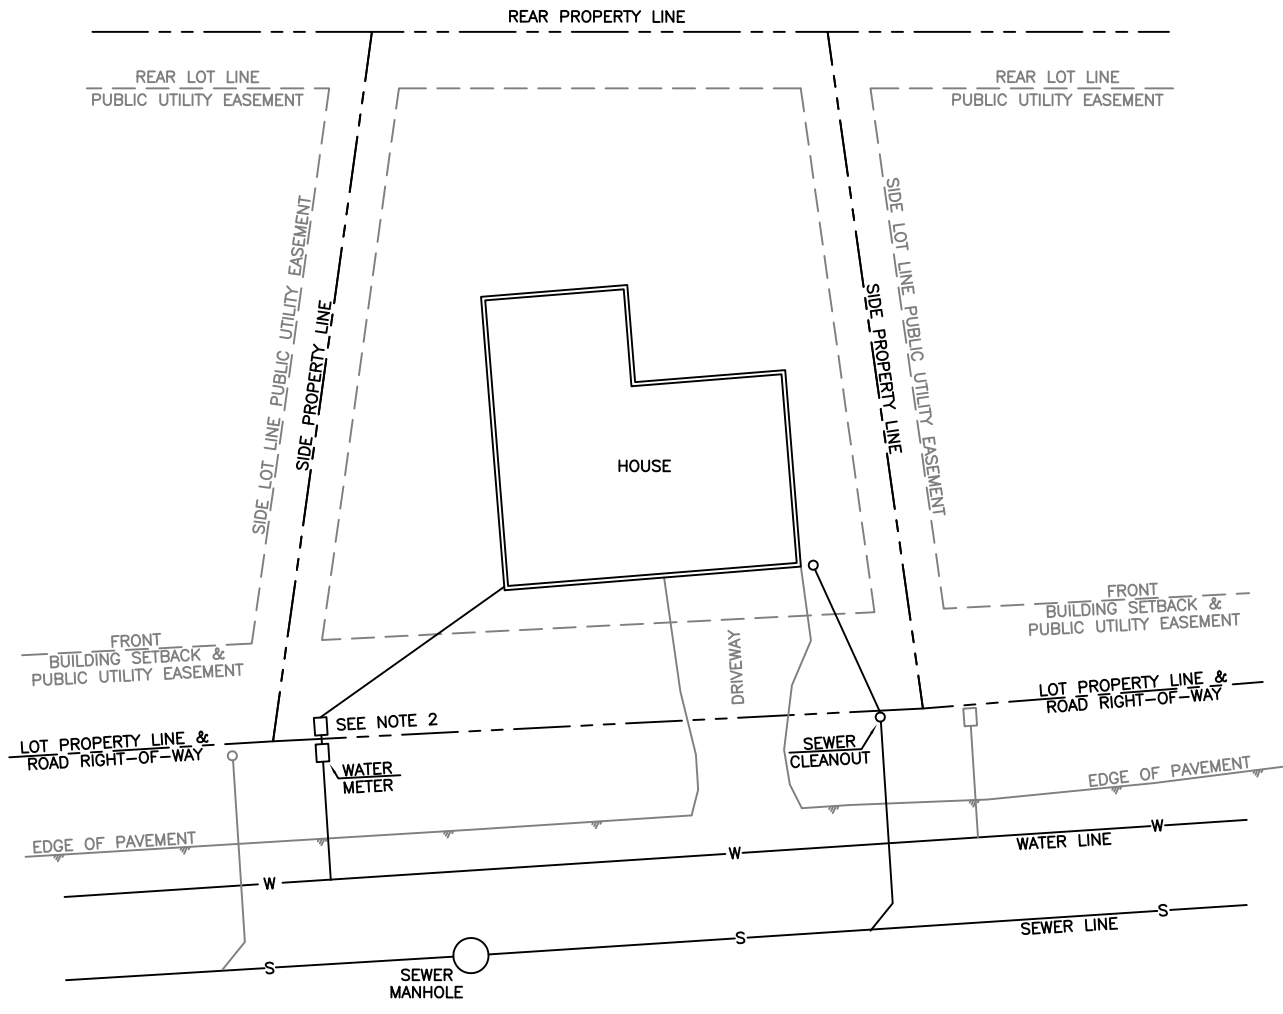 REAR PROPERTY LINE
REAR LOT LINE
PUBLIC UTILITY EASEMENT
REAR LOT LINE
PUBLIC UTILITY EASEMENT
SIDE LOT LINE PUBLIC UTILITY EASEMENT
SIDE PROPERTY LINE
SIDE PROPERTY LINE
SIDE LOT LINE PUBLIC UTILITY EASEMENT
HOUSE
FRONT
BUILDING SETBACK &
PUBLIC UTILITY EASEMENT
FRONT
BUILDING SETBACK &
PUBLIC UTILITY EASEMENT
DRIVEWAY
LOT PROPERTY LINE &
ROAD RIGHT-OF-WAY
SEE NOTE 2
LOT PROPERTY LINE &
ROAD RIGHT-OF-WAY
WATER
METER
SEWER
CLEANOUT
EDGE OF PAVEMENT
EDGE OF PAVEMENT
W
W
W
WATER LINE
S
S
S
SEWER LINE
SEWER
MANHOLE